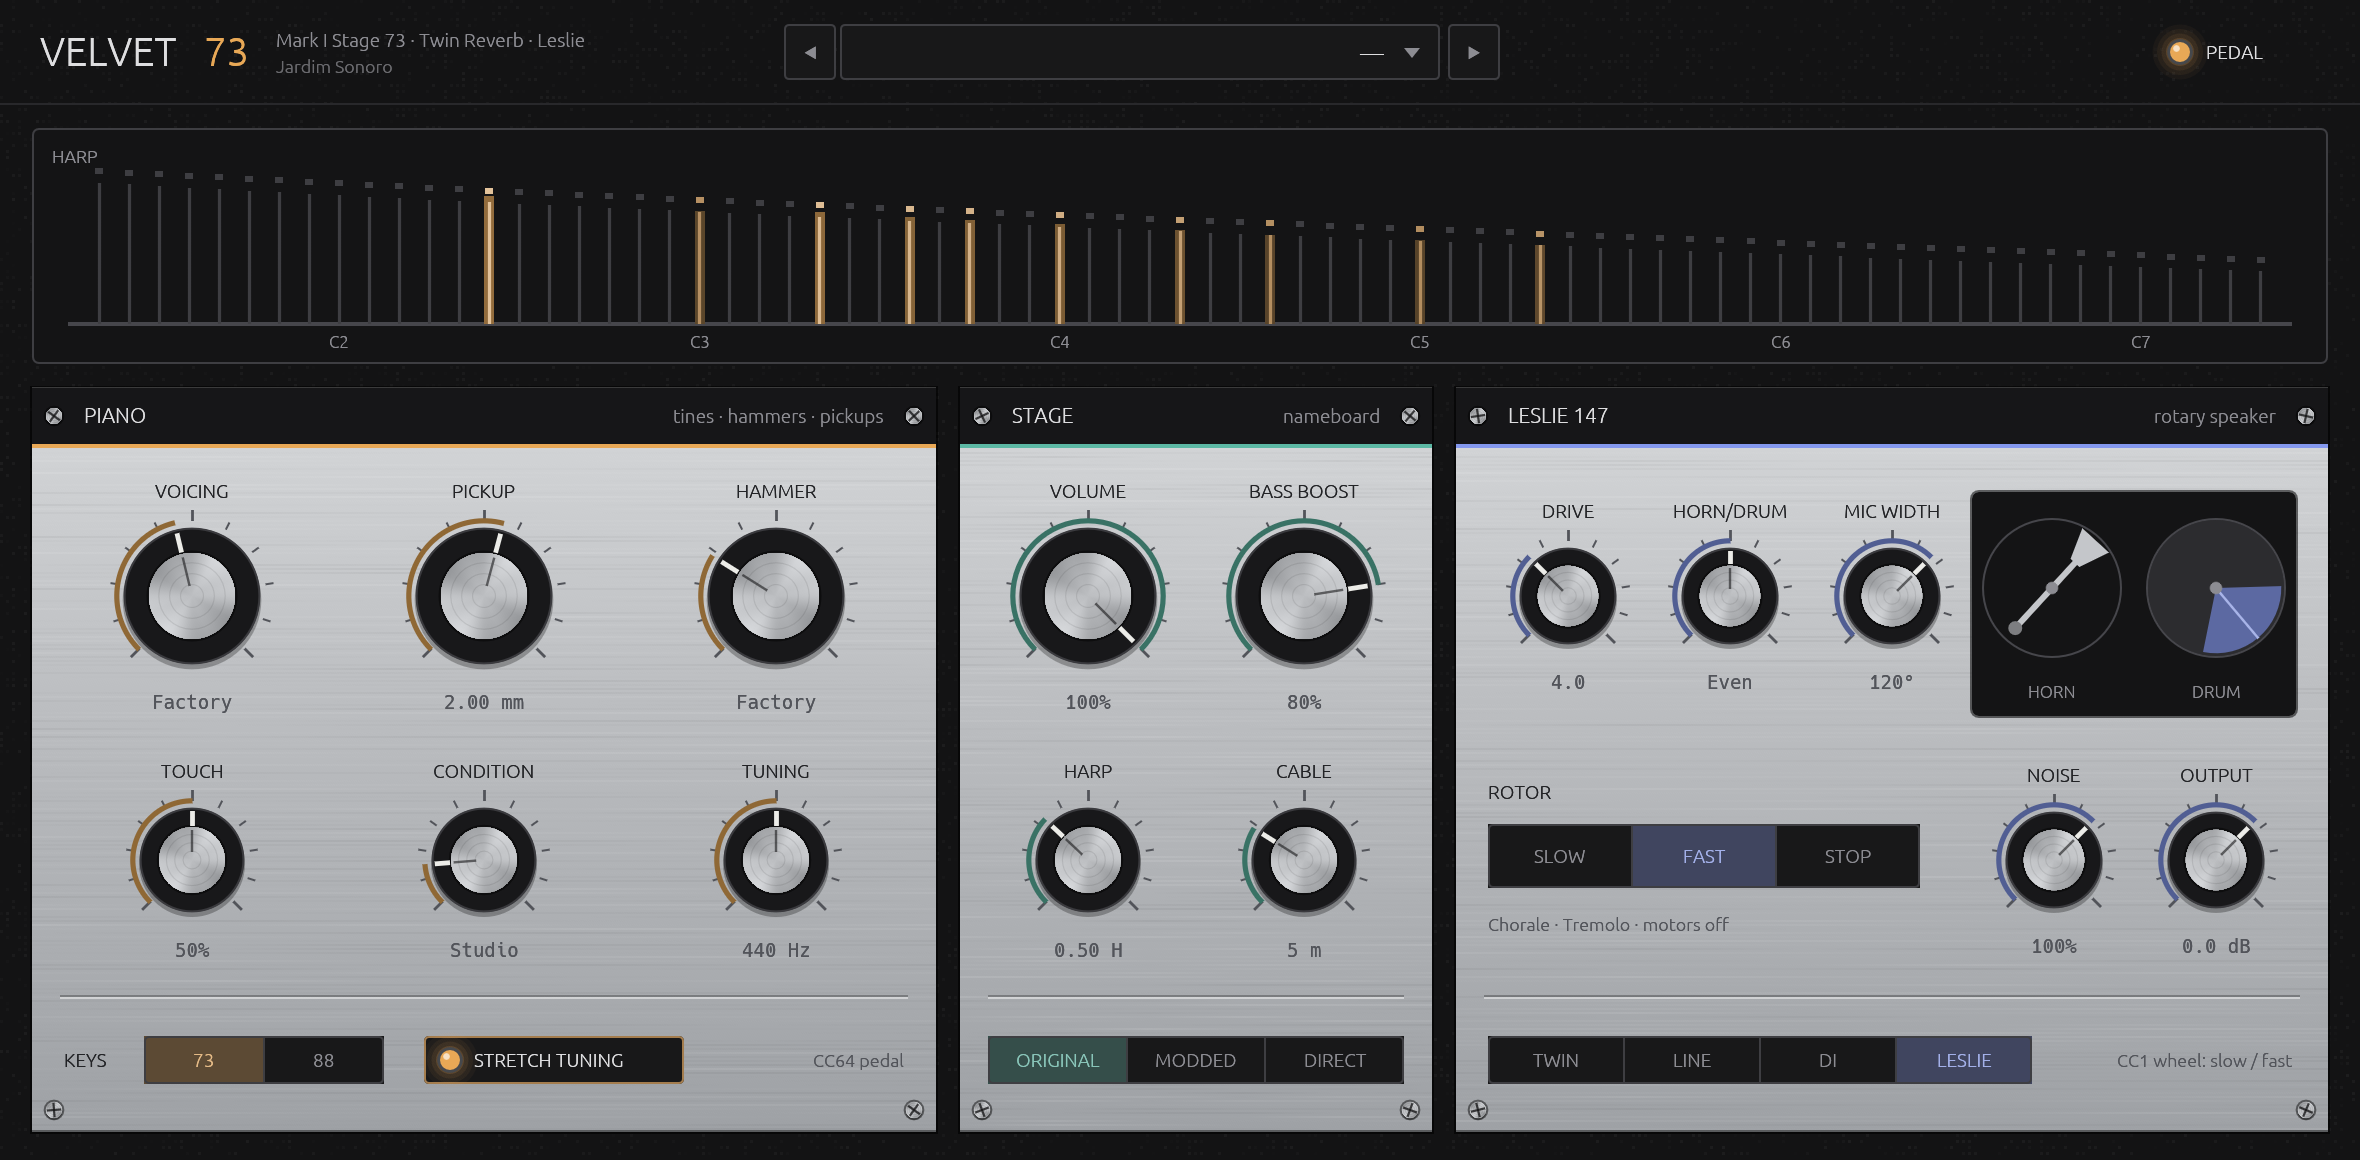 VELVET 73
Mark I Stage 73 · Twin Reverb · Leslie
Jardim Sonoro
—
PEDAL
HARP
C2 C3 C4 C5 C6 C7
PIANO
tines · hammers · pickups
VOICING PICKUP HAMMER
Factory 2.00 mm Factory
TOUCH CONDITION TUNING
50% Studio 440 Hz
KEYS 73 88 STRETCH TUNING CC64 pedal
STAGE
nameboard
VOLUME BASS BOOST
100% 80%
HARP CABLE
0.50 H 5 m
ORIGINAL MODDED DIRECT
LESLIE 147
rotary speaker
DRIVE HORN/DRUM MIC WIDTH
4.0 Even 120°
HORN DRUM
ROTOR
SLOW FAST STOP
Chorale · Tremolo · motors off
NOISE OUTPUT
100% 0.0 dB
TWIN LINE DI LESLIE
CC1 wheel: slow / fast